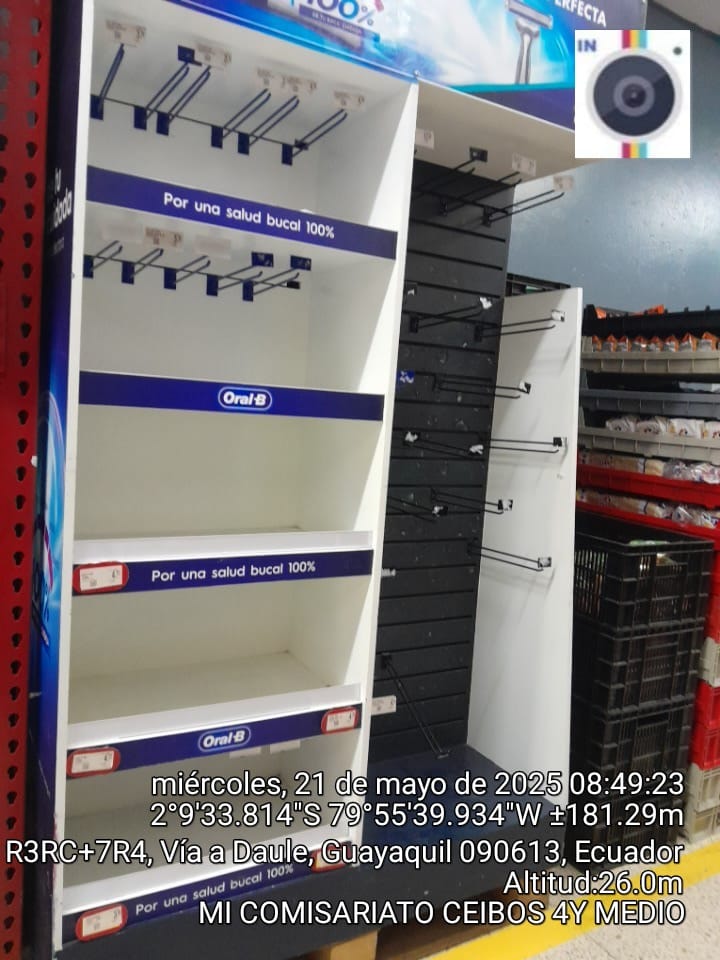 100%
ERFECTA
IN
Por una salud bucal 100%
Oral-B
Por una salud bucal 100%
Oral-B
Por una salud bucal 100%
miércoles, 21 de mayo de 2025 08:49:23
2°9'33.814"S 79°55'39.934"W ±181.29m
R3RC+7R4, Vía a Daule, Guayaquil 090613, Ecuador
Altitud:26.0m
MI COMISARIATO CEIBOS 4Y MEDIO